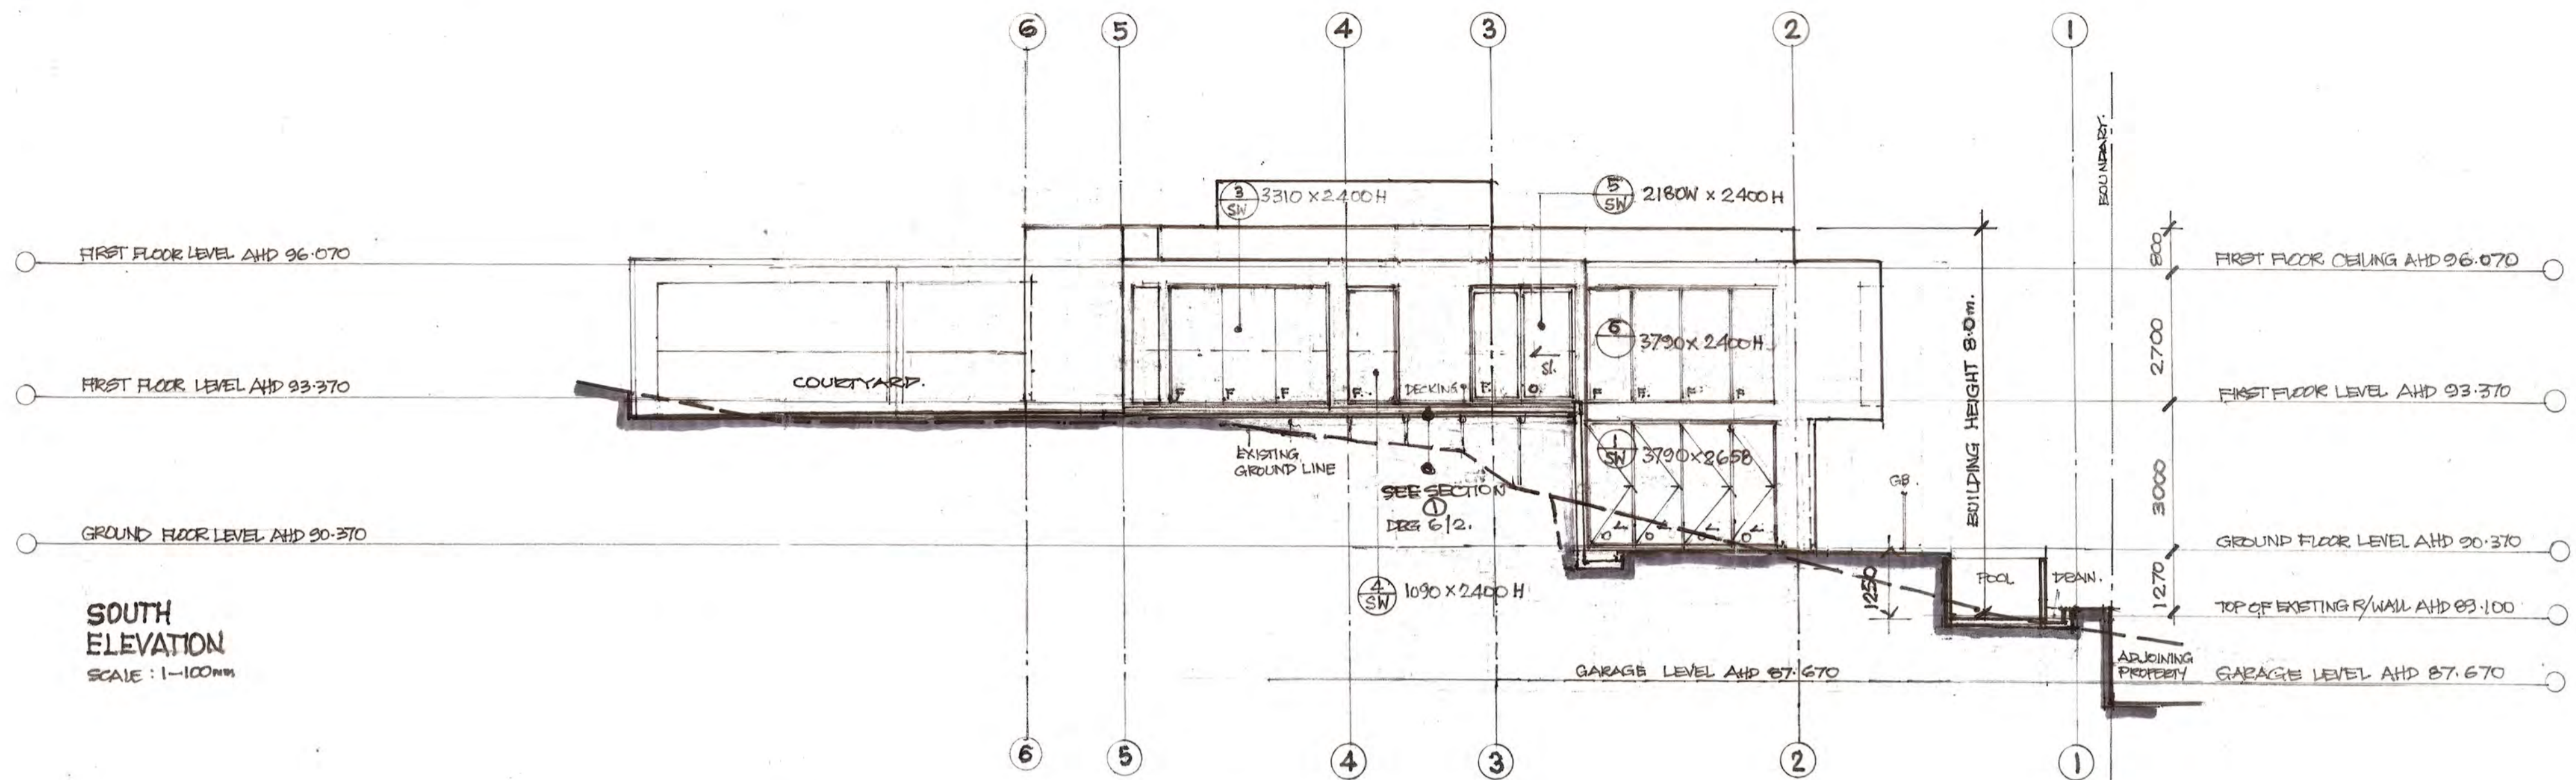 6
5
4
3
2
1
BOUNDARY.
3
SW
3310 X 2400 H
5
SW
2180W X 2400 H
FIRST FLOOR LEVEL AHD 96.070
800
FIRST FLOOR CEILING AHD 96.070
BUILDING HEIGHT 8.0m.
6
3790 X 2400H
2700
SL.
FIRST FLOOR LEVEL AHD 93.370
COURTYARD.
F
F
F
F.
DECKING
F.
O.
F
F.
F.
F
FIRST FLOOR LEVEL AHD 93.370
EXISTING
GROUND LINE
1
SW
3790 X 2658
SEE SECTION
1
DRG 6/2.
GB.
3000
O
O
O
O
GROUND FLOOR LEVEL AHD 90.370
GROUND FLOOR LEVEL AHD 90.370
1250
POOL
DRAIN.
1270
4
SW
1090 X 2400 H
TOP OF EXISTING R/WALL AHD 89.100
SOUTH
ELEVATION
SCALE : 1-100mm
GARAGE LEVEL AHD 87.670
ADJOINING
PROPERTY
GARAGE LEVEL AHD 87.670
6
5
4
3
2
1